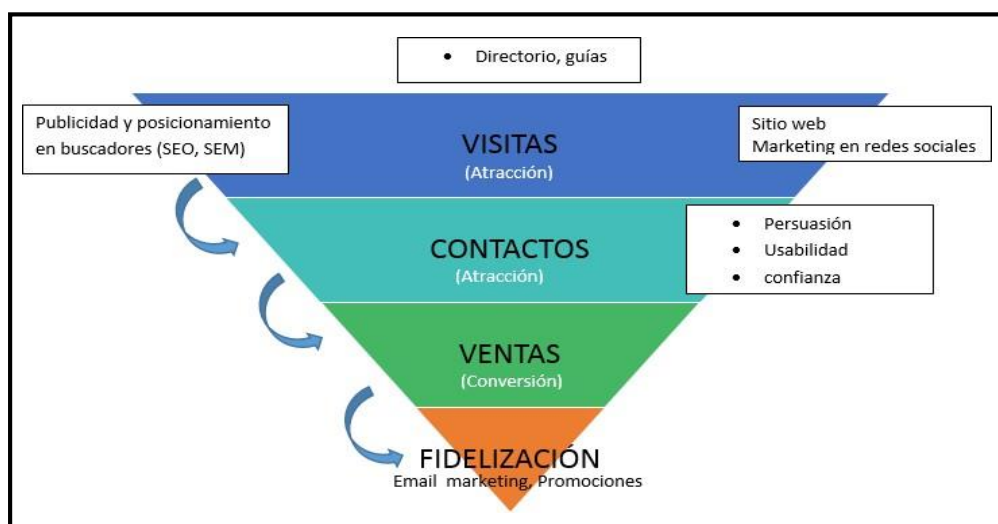 • Directorio, guías
Publicidad y posicionamiento
en buscadores (SEO, SEM)
VISITAS
(Atracción)
Sitio web
Marketing en redes sociales
CONTACTOS
(Atracción)
• Persuasión
• Usabilidad
• confianza
VENTAS
(Conversión)
FIDELIZACIÓN
Email marketing, Promociones